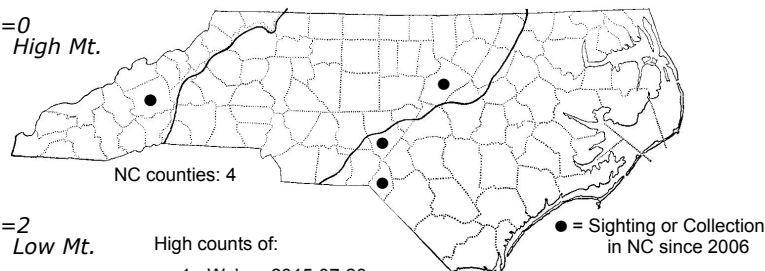 =0
High Mt.
NC counties: 4
=2
Low Mt.
High counts of:
● = Sighting or Collection
in NC since 2006